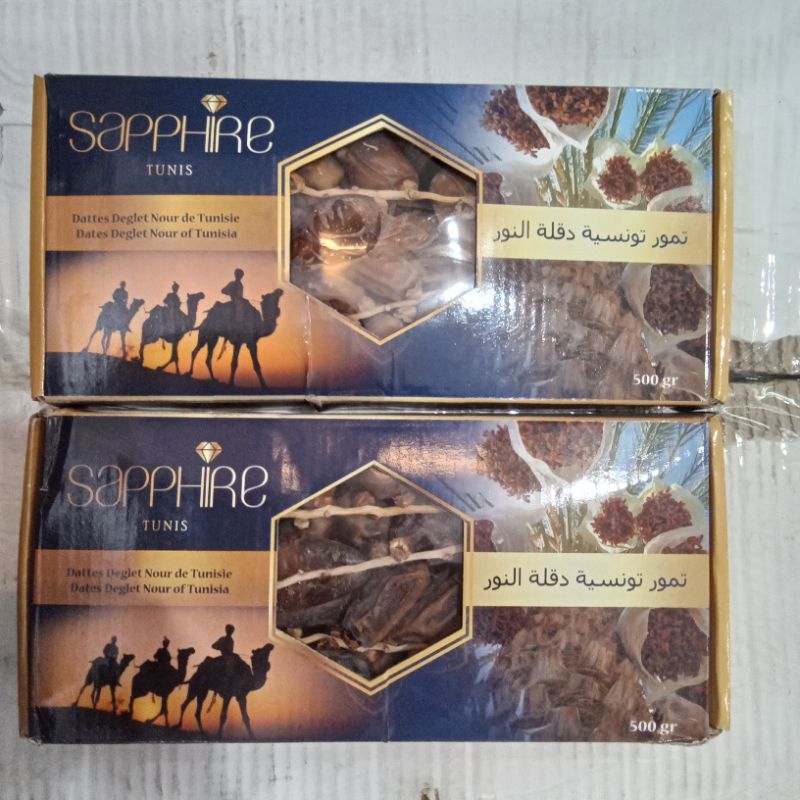 SAPPHIRE
TUNIS
Dattes Deglet Nour de Tunisie
Dates Deglet Nour of Tunisia
تمور تونسية دقلة النور
500 gr
SAPPHIRE
TUNIS
Dattes Deglet Nour de Tunisie
Dates Deglet Nour of Tunisia
تمور تونسية دقلة النور
500 gr